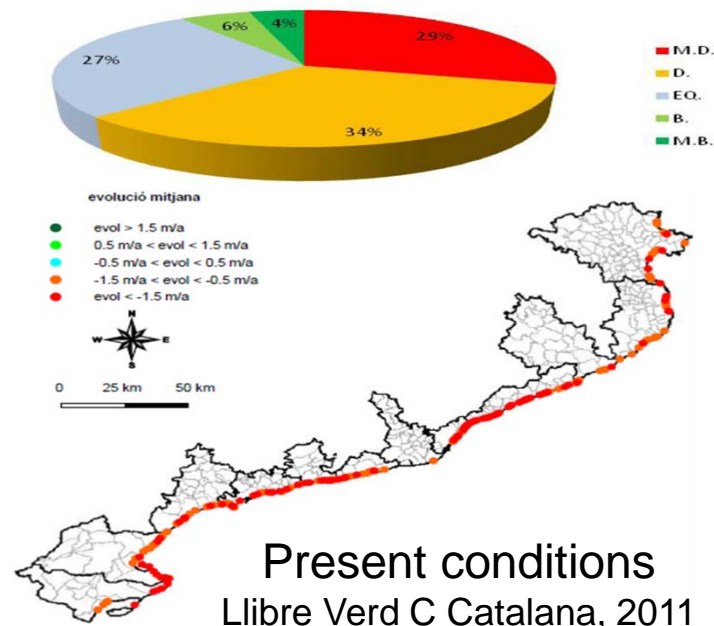 6%
4%
29%
27%
34%
M.D.
D.
EQ.
B.
M.B.
evolució mitjana
evol > 1.5 m/a
0.5 m/a < evol < 1.5 m/a
-0.5 m/a < evol < 0.5 m/a
-1.5 m/a < evol < -0.5 m/a
evol < -1.5 m/a
N
W E
S
0 25 km 50 km
Present conditions
Llibre Verd C Catalana, 2011